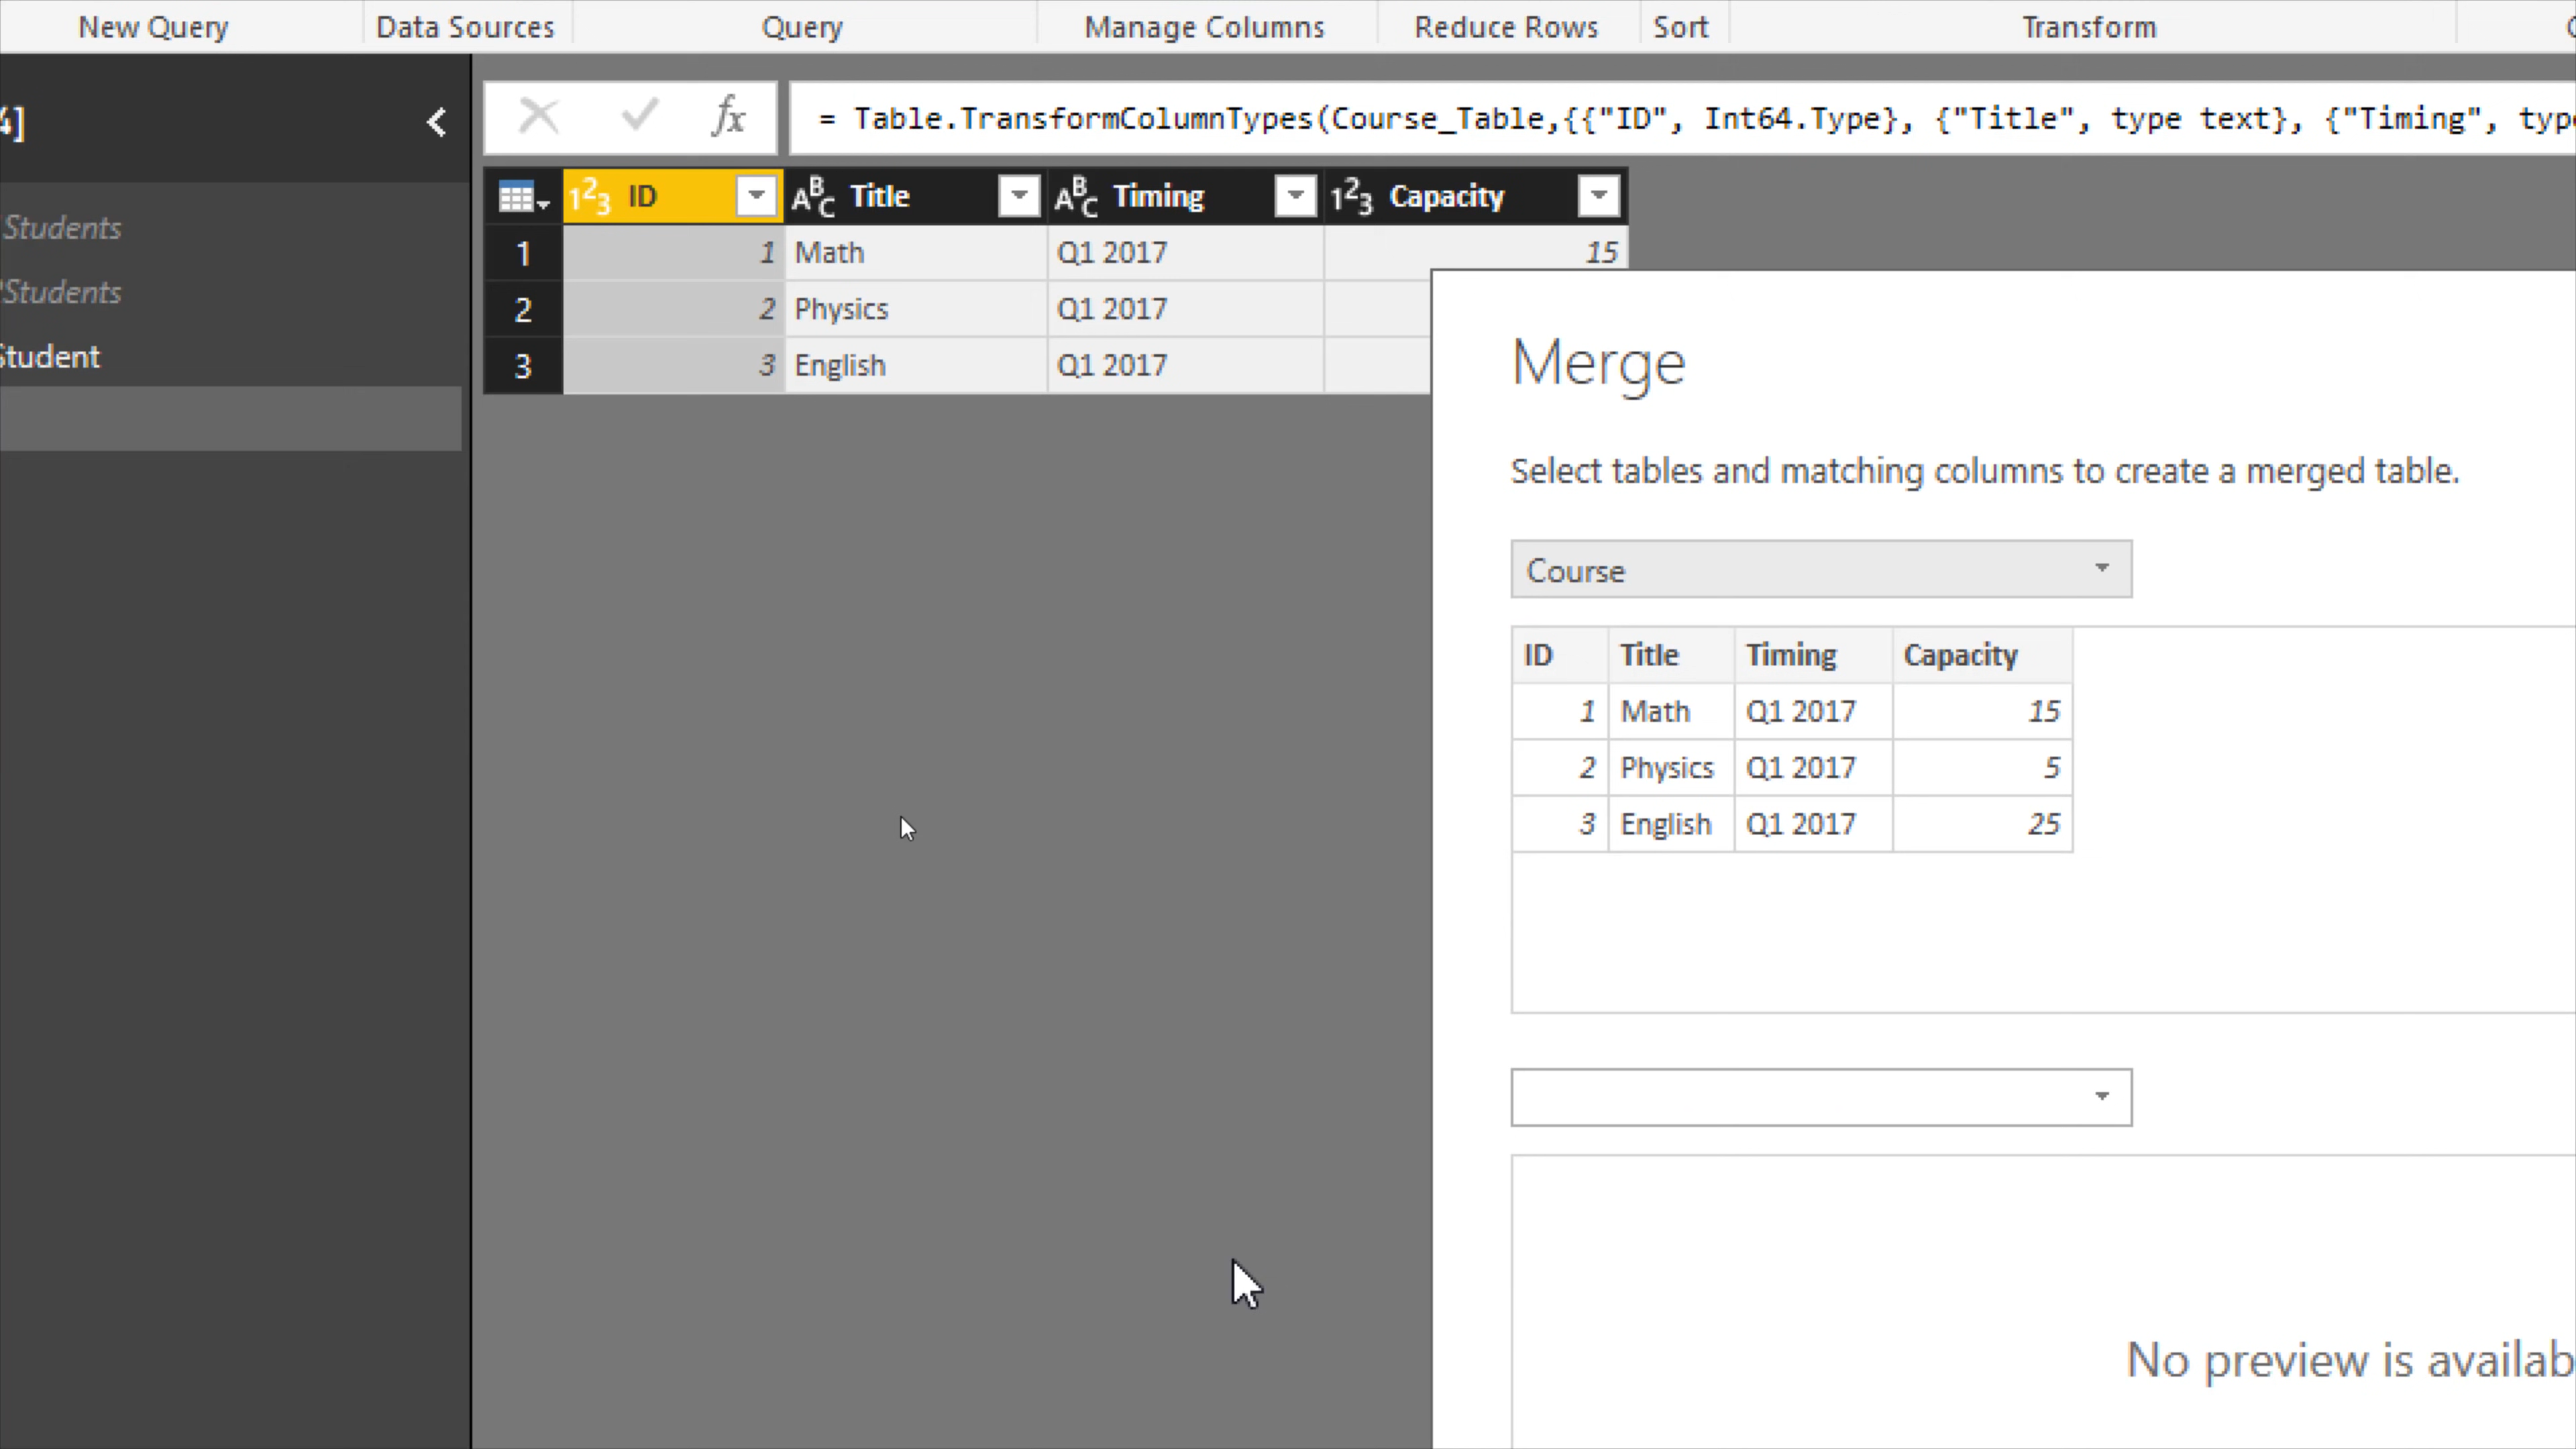 New Query Data Sources Query Manage Columns Reduce Rows Sort Transform
4]
fx = Table.TransformColumnTypes(Course_Table,{{"ID", Int64.Type}, {"Title", type text}, {"Timing", type
ID Title Timing Capacity
1 1 Math Q1 2017 15
2 2 Physics Q1 2017
3 3 English Q1 2017
Students
Students
Student
Merge
Select tables and matching columns to create a merged table.
Course
ID Title Timing Capacity
1 Math Q1 2017 15
2 Physics Q1 2017 5
3 English Q1 2017 25
No preview is availab